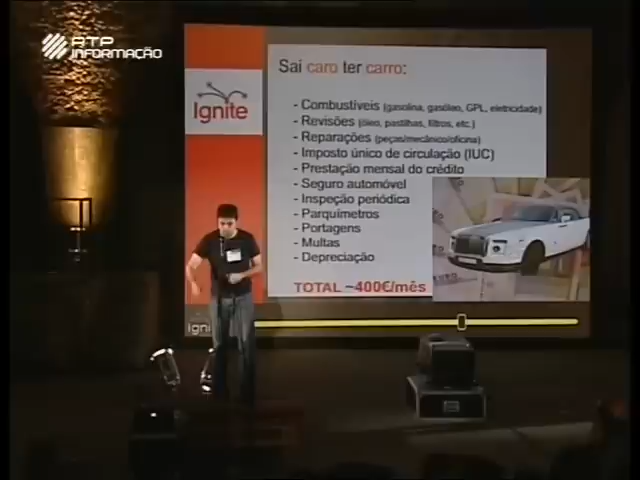 RTP
INFORMAÇÃO
Ignite
Sai caro ter carro:
- Combustíveis (gasolina, gasóleo, GPL, eletricidade)
- Revisões (óleo, pastilhas, filtros, etc.)
- Reparações (peças/mecânico/oficina)
- Imposto único de circulação (IUC)
- Prestação mensal do crédito
- Seguro automóvel
- Inspeção periódica
- Parquímetros
- Portagens
- Multas
- Depreciação
TOTAL ~400€/mês
igni